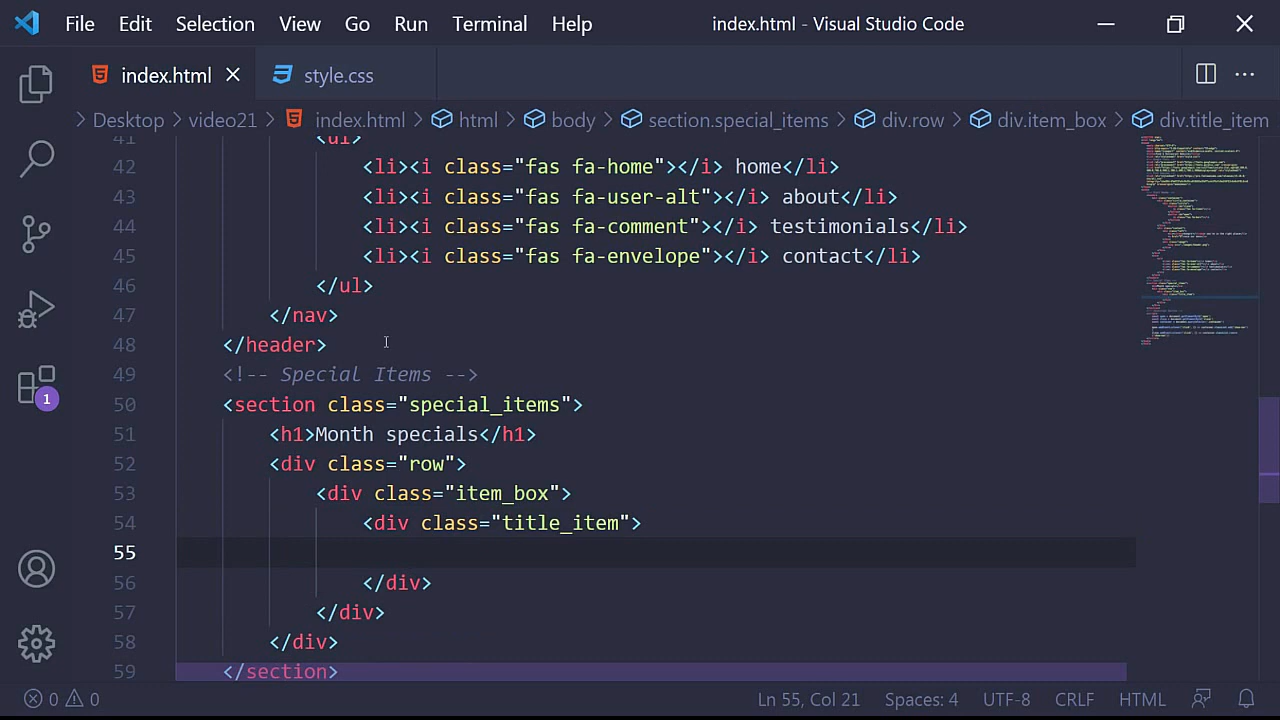 File Edit Selection View Go Run Terminal Help index.html - Visual Studio Code
index.html style.css
Desktop > video21 > index.html > html > body > section.special_items > div.row > div.item_box > div.title_item
41 <ul>
42 <li><i class="fas fa-home"></i> home</li>
43 <li><i class="fas fa-user-alt"></i> about</li>
44 <li><i class="fas fa-comment"></i> testimonials</li>
45 <li><i class="fas fa-envelope"></i> contact</li>
46 </ul>
47 </nav>
48 </header>
49 <!-- Special Items -->
50 <section class="special_items">
51 <h1>Month specials</h1>
52 <div class="row">
53 <div class="item_box">
54 <div class="title_item">
55
56 </div>
57 </div>
58 </div>
59 </section>
1
0 0 Ln 55, Col 21 Spaces: 4 UTF-8 CRLF HTML